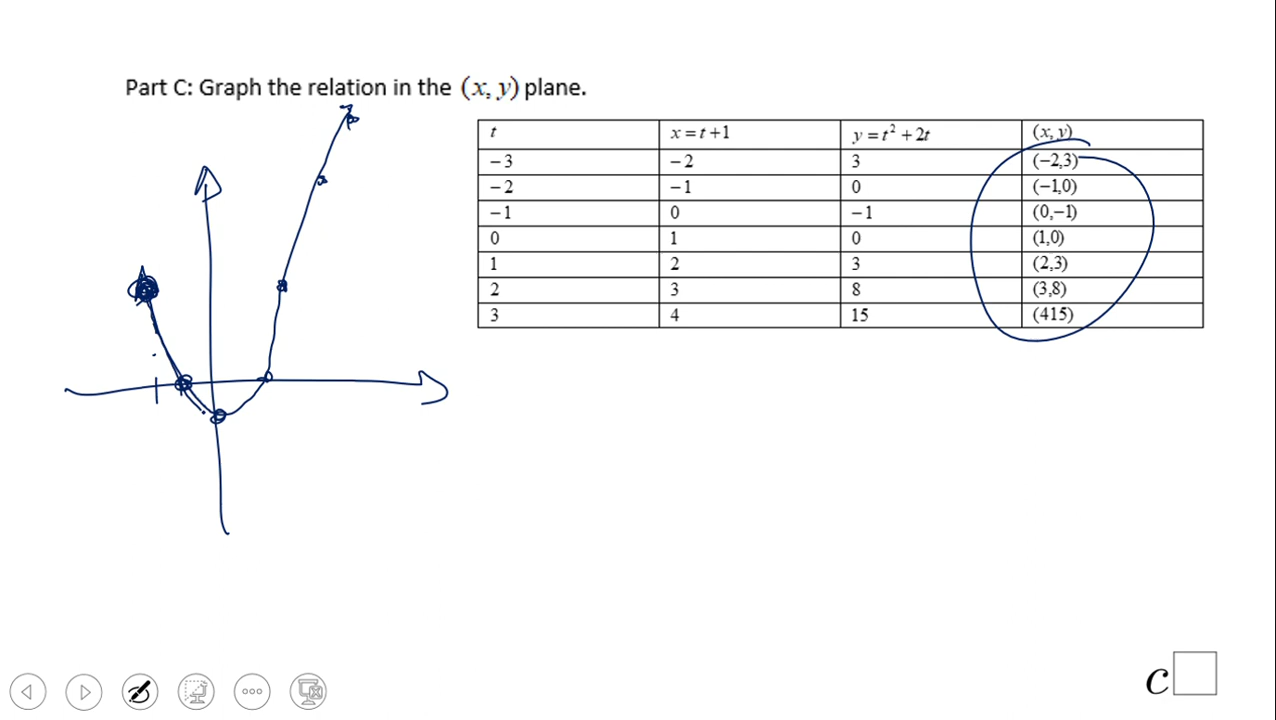 Part C: Graph the relation in the (x, y) plane.
t x = t + 1 y = t² + 2t (x, y)
−3 −2 3 (−2,3)
−2 −1 0 (−1,0)
−1 0 −1 (0,−1)
0 1 0 (1,0)
1 2 3 (2,3)
2 3 8 (3,8)
3 4 15 (415)
c